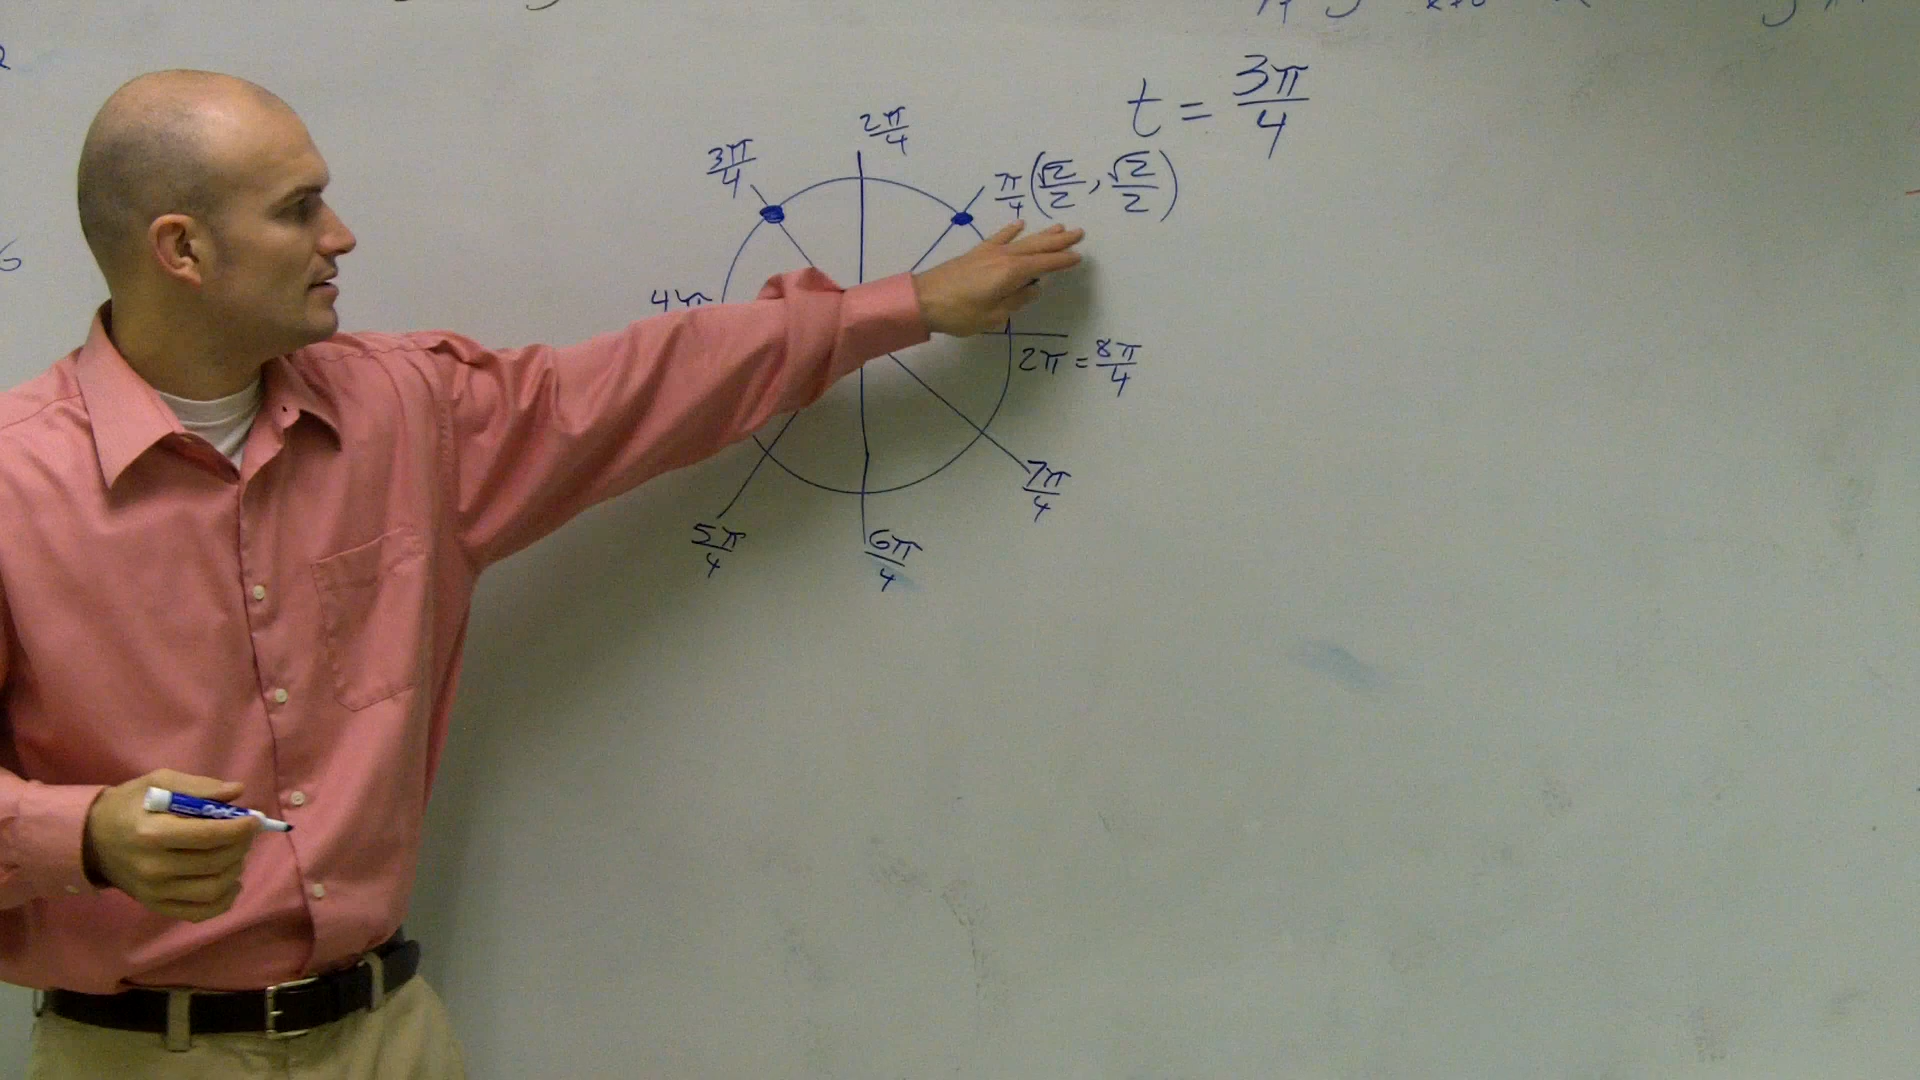 t = 3π/4
2π/4
3π/4
π/4 (√2/2, √2/2)
4π
2π = 8π/4
7π/4
5π/4
6π/4